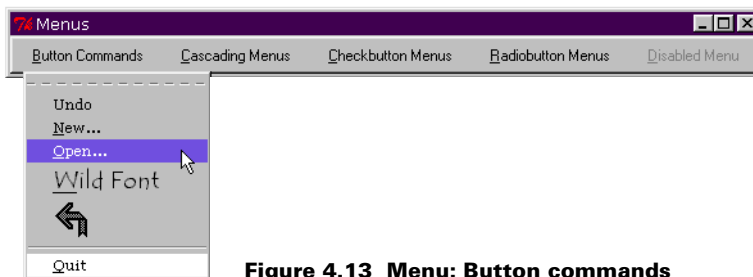 Menus
Button Commands Cascading Menus Checkbutton Menus Radiobutton Menus Disabled Menu
Undo
New...
Open...
Wild Font
Quit
Figure 4.13 Menu: Button commands